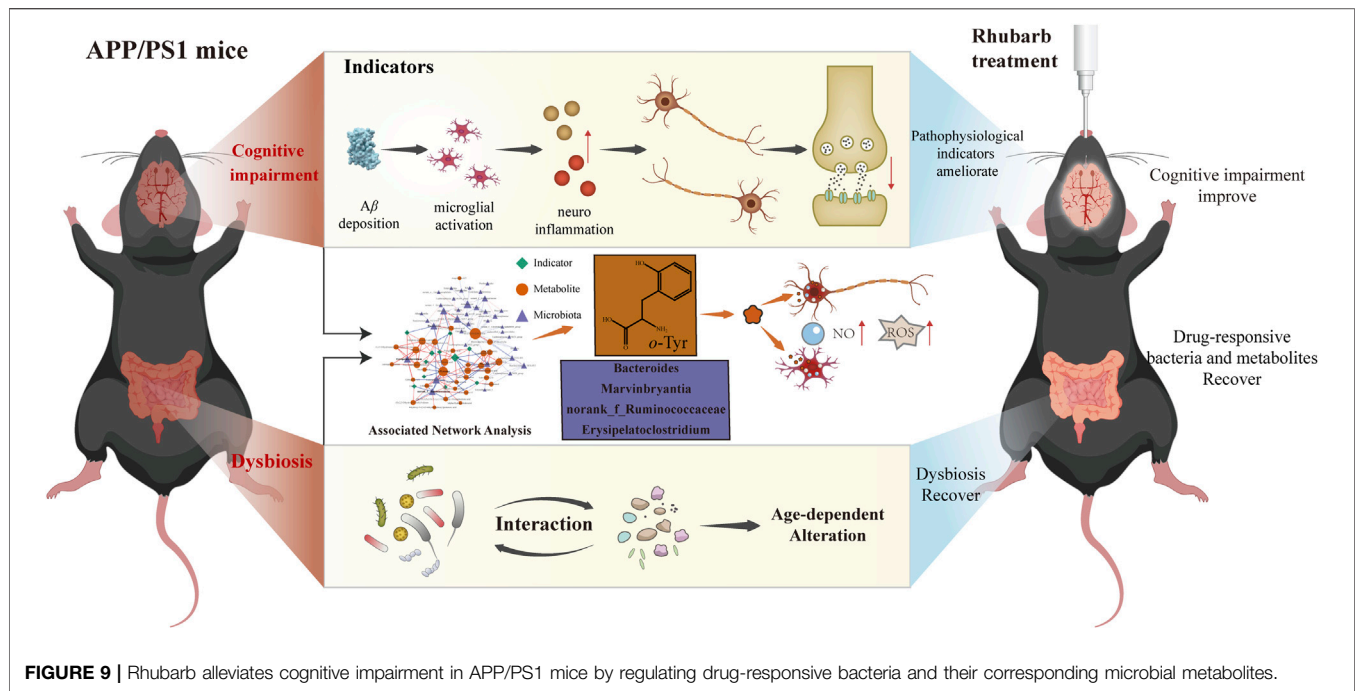 APP/PS1 mice
Indicators
Rhubarb
treatment
Cognitive
impairment
Aβ
deposition
microglial
activation
neuro
inflammation
Pathophysiological
indicators
ameliorate
Cognitive impairment
improve
Indicator
Metabolite
Microbiota
HO
HO
O
NH₂
o-Tyr
NO
ROS
Associated Network Analysis
Bacteroides
Marvinbryantia
norank_f_Ruminococcaceae
Erysipelatoclostridium
Drug-responsive
bacteria and metabolites
Recover
Dysbiosis
Interaction
Age-dependent
Alteration
Dysbiosis
Recover
FIGURE 9 | Rhubarb alleviates cognitive impairment in APP/PS1 mice by regulating drug-responsive bacteria and their corresponding microbial metabolites.